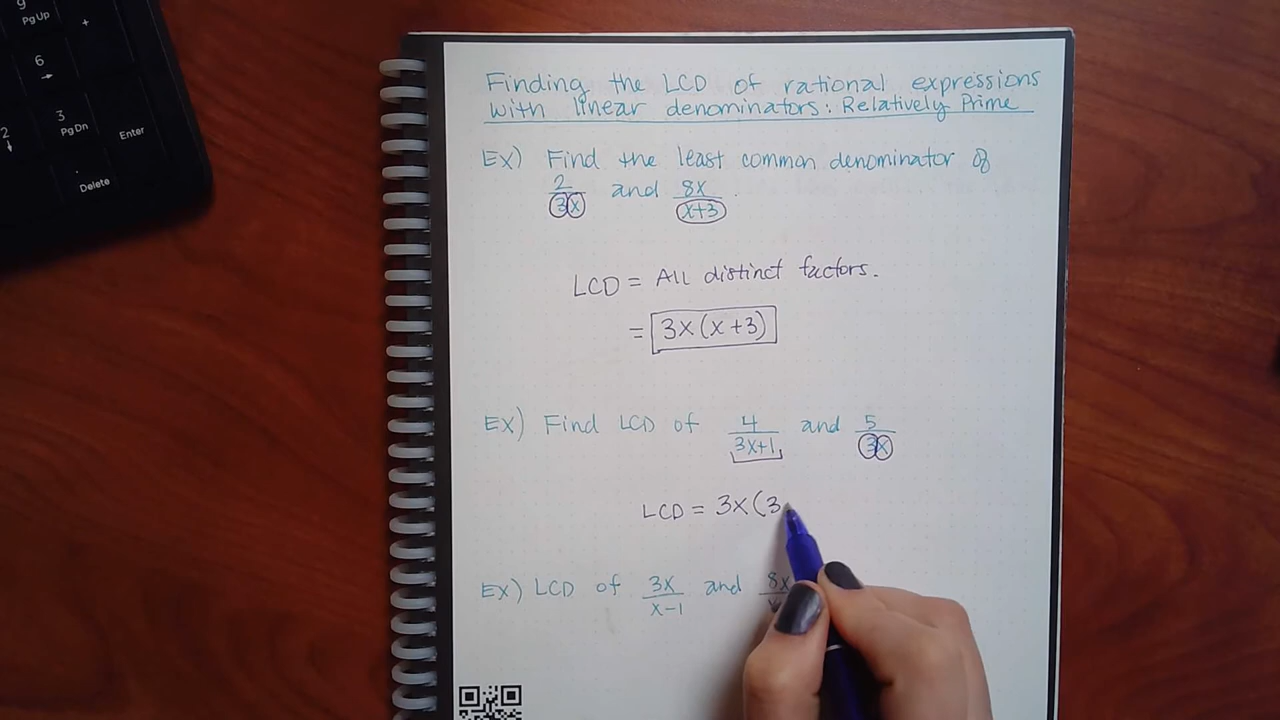 9
PgUp
+
6
3
PgDn
2
Enter
.
Delete
Finding the LCD of rational expressions
with linear denominators: Relatively Prime
Ex) Find the least common denominator of
2/3x and 8x/x+3.
LCD = All distinct factors.
= 3x(x+3)
Ex) Find LCD of 4/3x+1 and 5/3x
LCD = 3x(3
Ex) LCD of 3x/x-1 and 8x